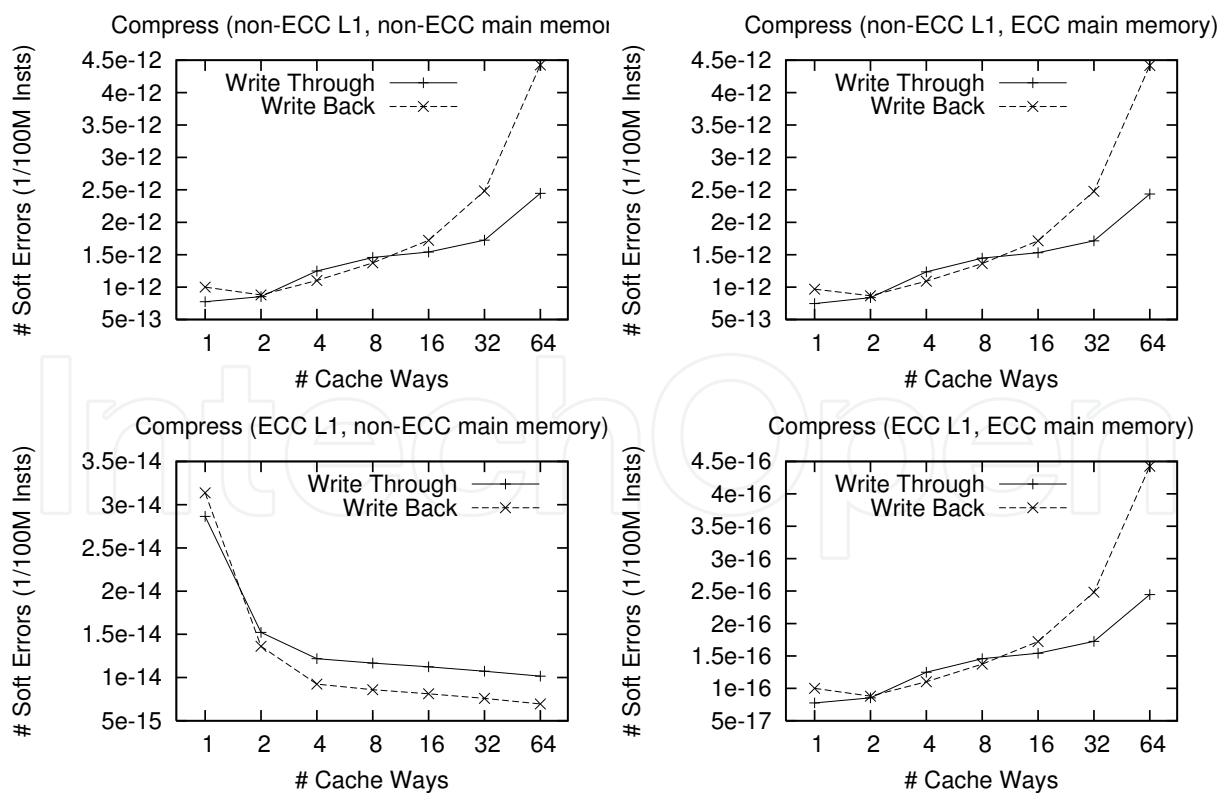 Compress (non-ECC L1, non-ECC main memor
# Soft Errors (1/100M Insts)
4.5e-12
4e-12
3.5e-12
3e-12
2.5e-12
2e-12
1.5e-12
1e-12
5e-13
Write Through
Write Back
1 2 4 8 16 32 64
# Cache Ways
Compress (non-ECC L1, ECC main memory)
# Soft Errors (1/100M Insts)
4.5e-12
4e-12
3.5e-12
3e-12
2.5e-12
2e-12
1.5e-12
1e-12
5e-13
Write Through
Write Back
1 2 4 8 16 32 64
# Cache Ways
Compress (ECC L1, non-ECC main memory)
# Soft Errors (1/100M Insts)
3.5e-14
3e-14
2.5e-14
2e-14
1.5e-14
1e-14
5e-15
Write Through
Write Back
1 2 4 8 16 32 64
# Cache Ways
Compress (ECC L1, ECC main memory)
# Soft Errors (1/100M Insts)
4.5e-16
4e-16
3.5e-16
3e-16
2.5e-16
2e-16
1.5e-16
1e-16
5e-17
Write Through
Write Back
1 2 4 8 16 32 64
# Cache Ways
IntechOpen